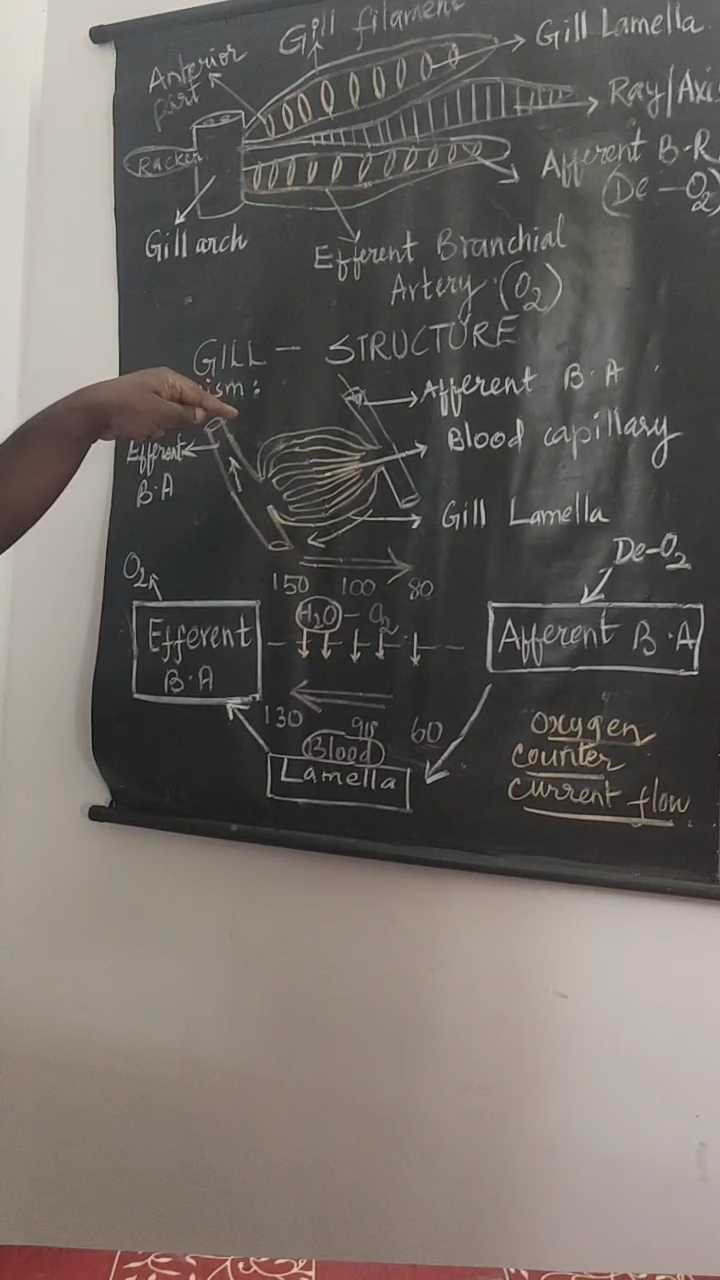 Gill filament
Gill Lamella
Anterior
part
Ray/Axi
Racker
Afferent B-R
(De-O2)
Gill arch
Efferent Branchial
Artery (O2)
GILL - STRUCTURE
ism:
Afferent B.A
Efferent
B.A
Blood capillary
Gill Lamella
De-O2
O2
150 100 80
H2O - O2
Efferent
B.A
Afferent B.A
130 60
Blood
Lamella
Oxygen
counter
current flow